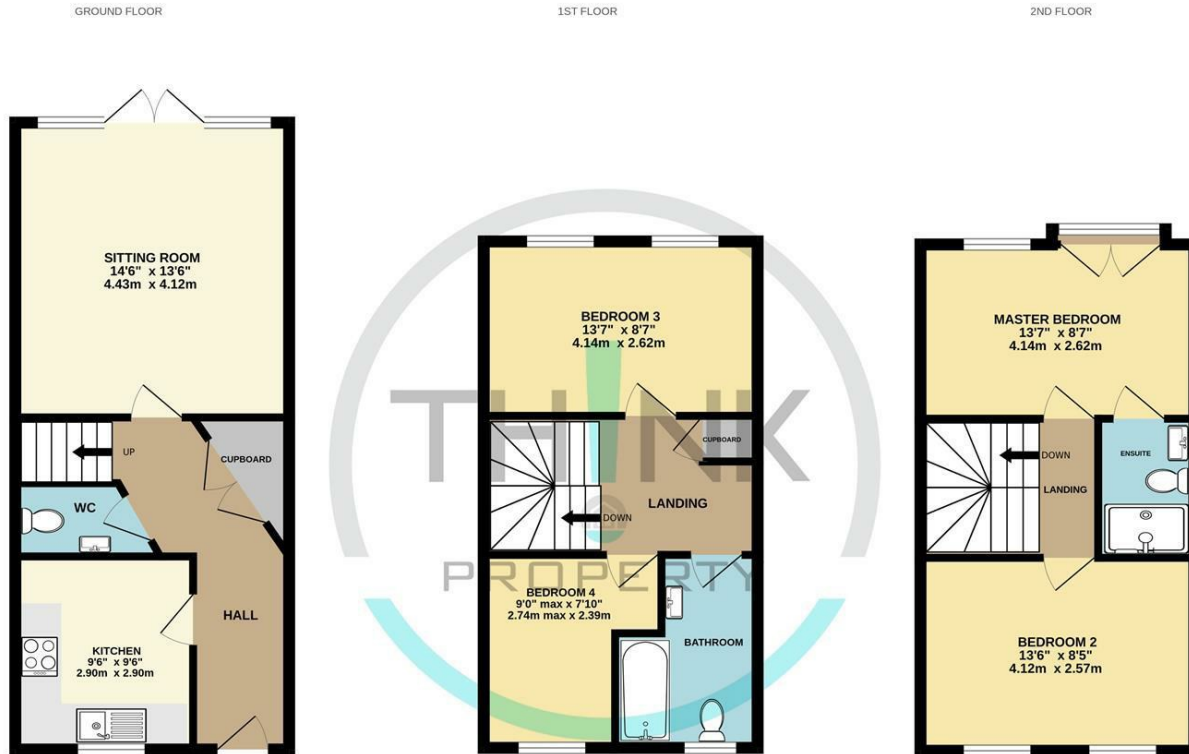 GROUND FLOOR
1ST FLOOR
2ND FLOOR
SITTING ROOM
14'6" x 13'6"
4.43m x 4.12m
UP
CUPBOARD
WC
HALL
KITCHEN
9'6" x 9'6"
2.90m x 2.90m
BEDROOM 3
13'7" x 8'7"
4.14m x 2.62m
THINK
CUPBOARD
LANDING
DOWN
PROPERTY
BEDROOM 4
9'0" max x 7'10"
2.74m max x 2.39m
BATHROOM
MASTER BEDROOM
13'7" x 8'7"
4.14m x 2.62m
DOWN
ENSUITE
LANDING
BEDROOM 2
13'6" x 8'5"
4.12m x 2.57m